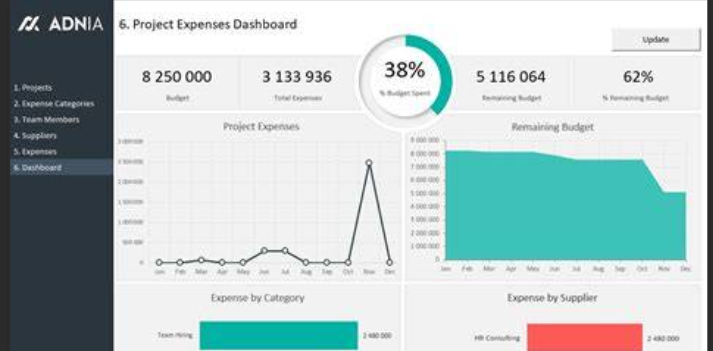 ADNIA
6. Project Expenses Dashboard
Update
1. Projects
2. Expense Categories
3. Team Members
4. Suppliers
5. Expenses
6. Dashboard
8 250 000
Budget
3 133 936
Total Expenses
38%
% Budget Spent
5 116 064
Remaining Budget
62%
% Remaining Budget
Project Expenses
3 000 000
2 500 000
2 000 000
1 500 000
1 000 000
500 000
Jan Feb Mar Apr May Jun Jul Aug Sep Oct Nov Dec
Remaining Budget
9 000 000
8 000 000
7 000 000
6 000 000
5 000 000
4 000 000
3 000 000
2 000 000
1 000 000
0
Jan Feb Mar Apr May Jun Jul Aug Sep Oct Nov Dec
Expense by Category
Team Hiring
2 480 000
Expense by Supplier
HR Consulting
2 480 000